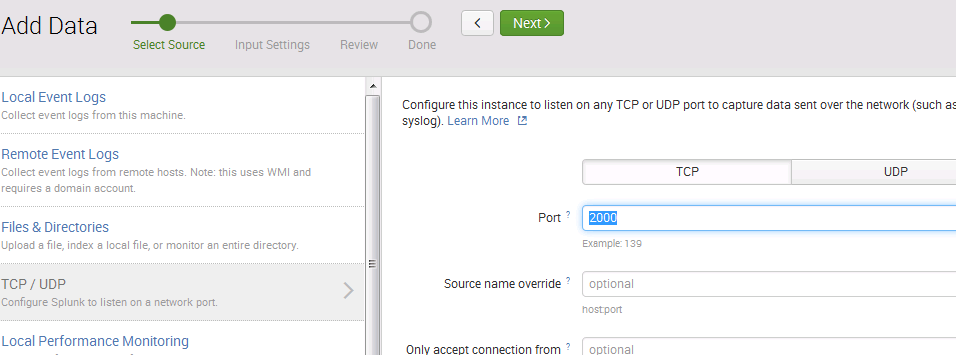 Add Data
Select Source
Input Settings
Review
Done
<
Next >
Local Event Logs
Collect event logs from this machine.
Remote Event Logs
Collect event logs from remote hosts. Note: this uses WMI and
requires a domain account.
Files & Directories
Upload a file, index a local file, or monitor an entire directory.
TCP / UDP
Configure Splunk to listen on a network port.
Local Performance Monitoring
Configure this instance to listen on any TCP or UDP port to capture data sent over the network (such as
syslog). Learn More
TCP
UDP
Port ? 2000
Example: 139
Source name override ? optional
host:port
Only accept connection from ? optional